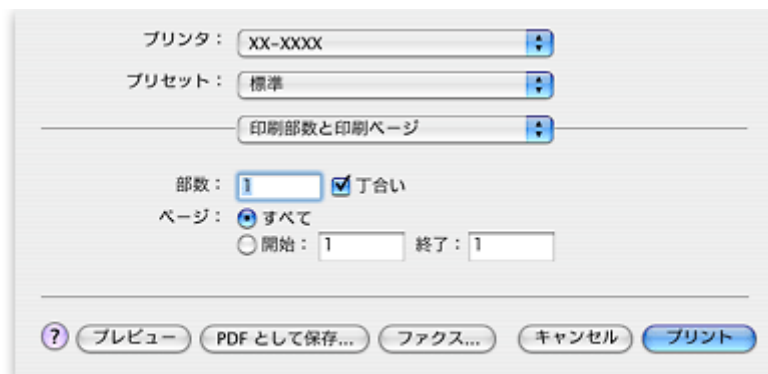 プリンタ： XX-XXXX
プリセット： 標準
印刷部数と印刷ページ
部数： 1 丁合い
ページ： すべて
開始： 1 終了： 1
? プレビュー PDF として保存... ファクス... キャンセル プリント